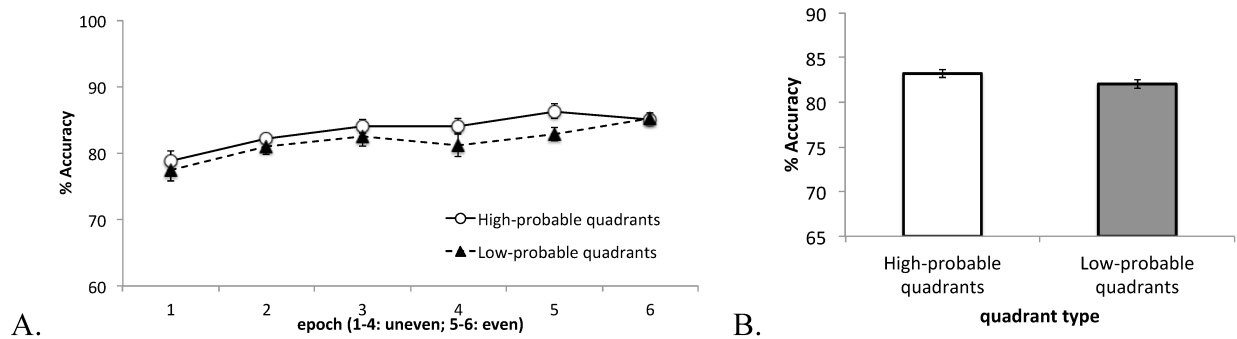 100
90
80
70
60
% Accuracy
High-probable quadrants
Low-probable quadrants
1 2 3 4 5 6
epoch (1-4: uneven; 5-6: even)
A.
90
85
80
75
70
65
% Accuracy
High-probable quadrants
Low-probable quadrants
quadrant type
B.